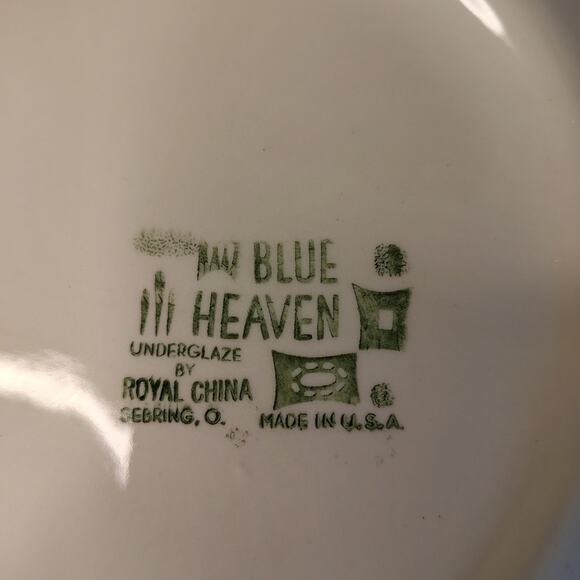 BLUE
HEAVEN
UNDERGLAZE
BY
ROYAL CHINA
SEBRING, O.
MADE IN U.S.A.